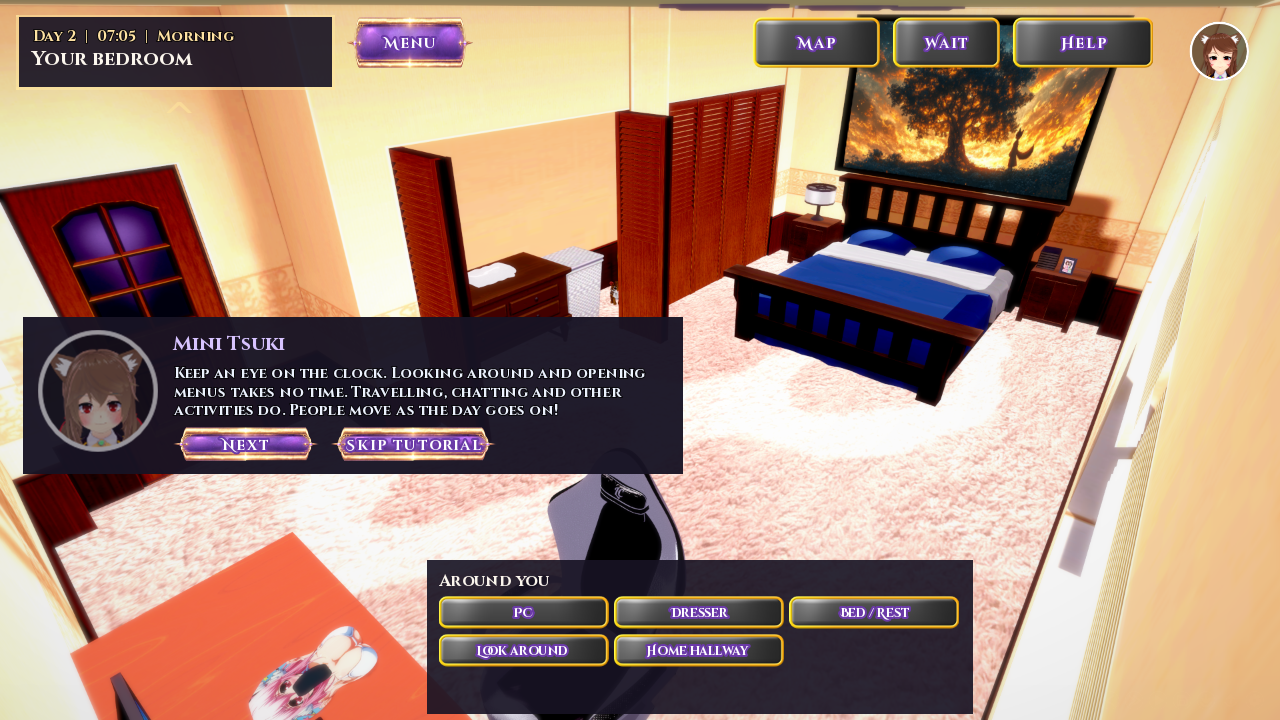 Day 2 | 07:05 | Morning
Your bedroom
Menu
Map
Wait
Help
Mini Tsuki
Keep an eye on the clock. Looking around and opening
menus takes no time. Travelling, chatting and other
activities do. People move as the day goes on!
Next
Skip tutorial
Around you
PC
Dresser
Bed / Rest
Look around
Home hallway